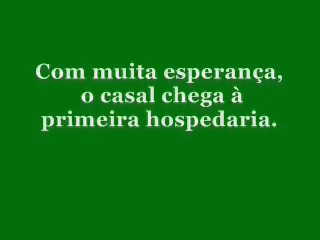 Com muita esperança,
o casal chega à
primeira hospedaria.